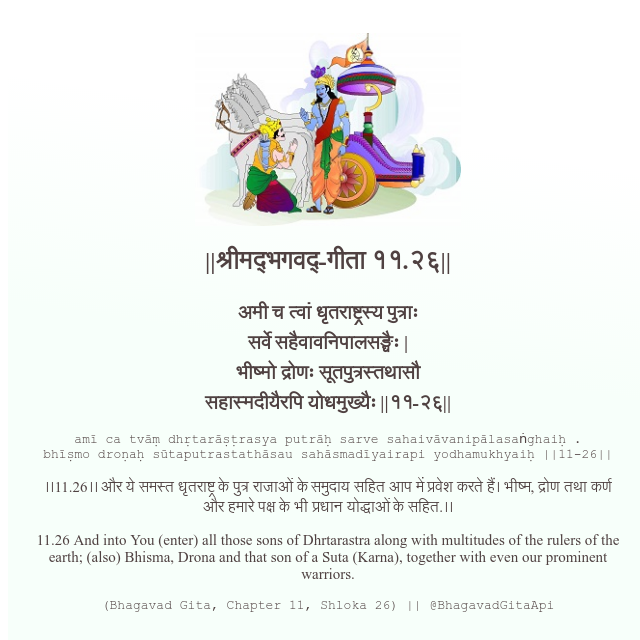 ||श्रीमद्‍भगवद्‍-गीता ११.२६||
अमी च त्वां धृतराष्ट्रस्य पुत्राः
सर्वे सहैवावनिपालसङ्घैः |
भीष्मो द्रोणः सूतपुत्रस्तथासौ
सहास्मदीयैरपि योधमुख्यैः ||११-२६||
amī ca tvāṃ dhṛtarāṣṭrasya putrāḥ sarve sahaivāvanipālasaṅghaiḥ .
bhīṣmo droṇaḥ sūtaputrastathāsau sahāsmadīyairapi yodhamukhyaiḥ ||11-26||
।।11.26।। और ये समस्त धृतराष्ट्र के पुत्र राजाओं के समुदाय सहित आप में प्रवेश करते हैं। भीष्म, द्रोण तथा कर्ण
और हमारे पक्ष के भी प्रधान योद्धाओं के सहित.।।
11.26 And into You (enter) all those sons of Dhrtarastra along with multitudes of the rulers of the
earth; (also) Bhisma, Drona and that son of a Suta (Karna), together with even our prominent
warriors.
(Bhagavad Gita, Chapter 11, Shloka 26) || @BhagavadGitaApi